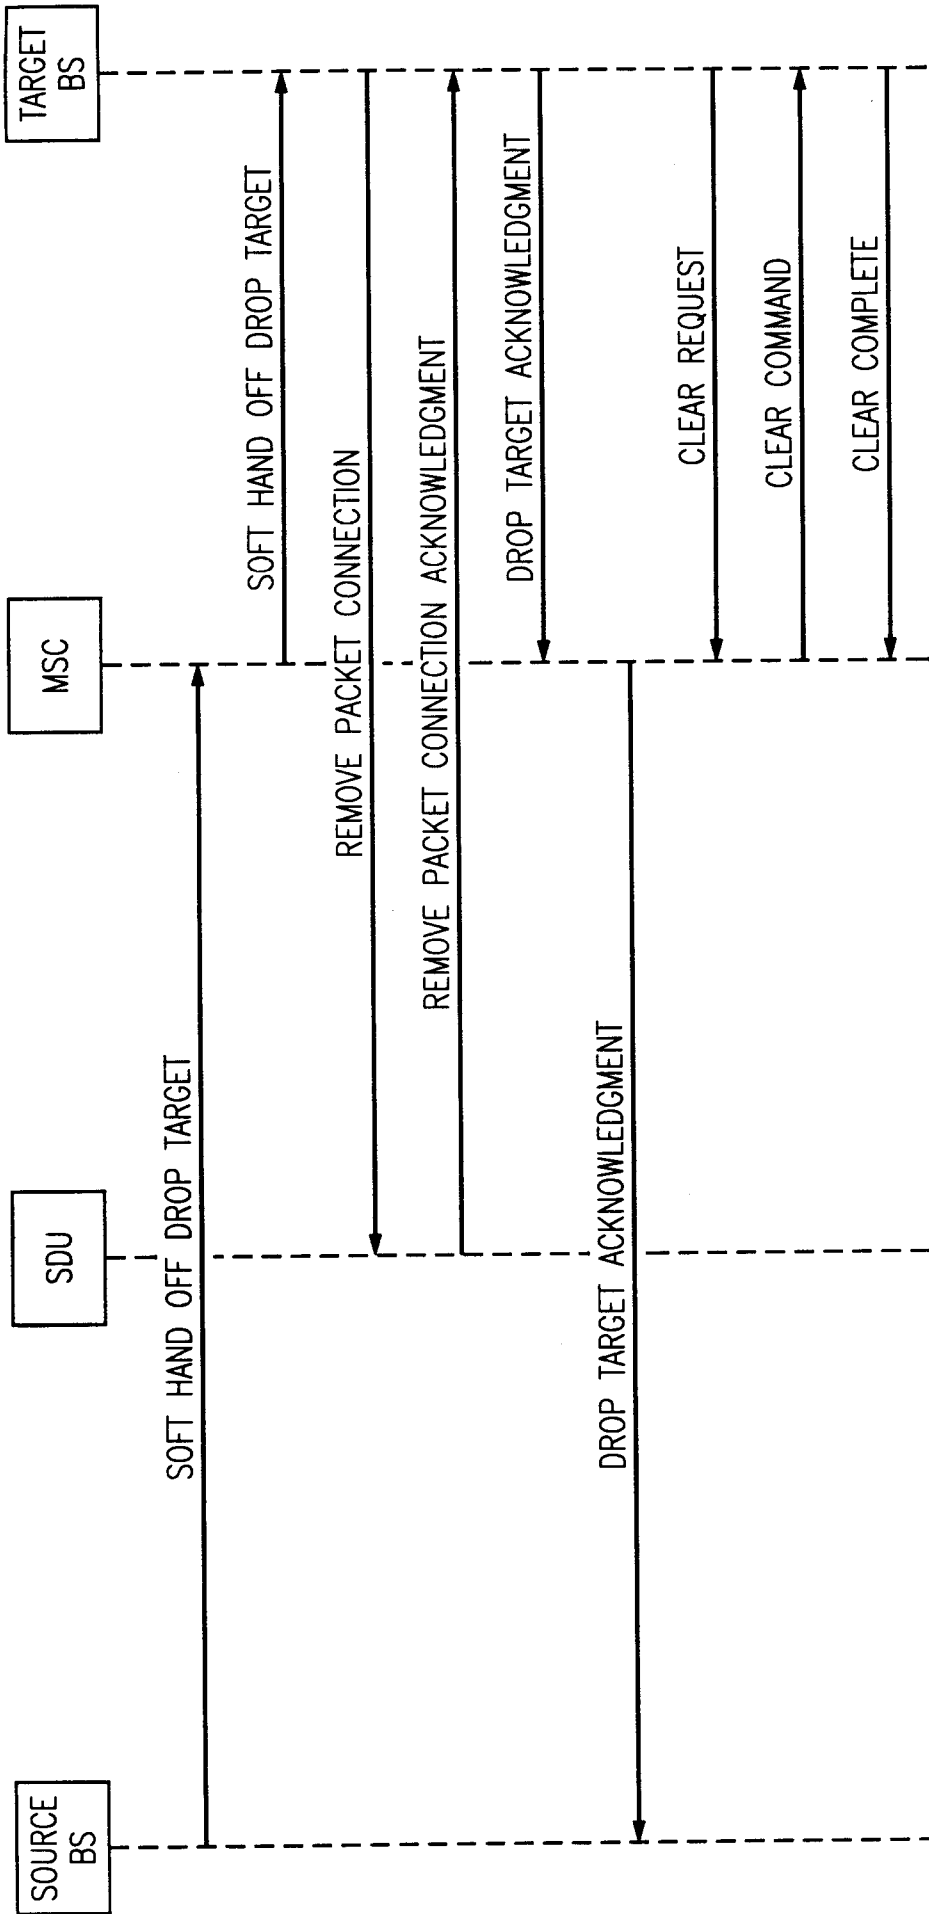 SOURCE
BS
SDU
MSC
TARGET
BS
SOFT HAND OFF DROP TARGET
SOFT HAND OFF DROP TARGET
REMOVE PACKET CONNECTION
REMOVE PACKET CONNECTION ACKNOWLEDGMENT
DROP TARGET ACKNOWLEDGMENT
DROP TARGET ACKNOWLEDGMENT
CLEAR REQUEST
CLEAR COMMAND
CLEAR COMPLETE